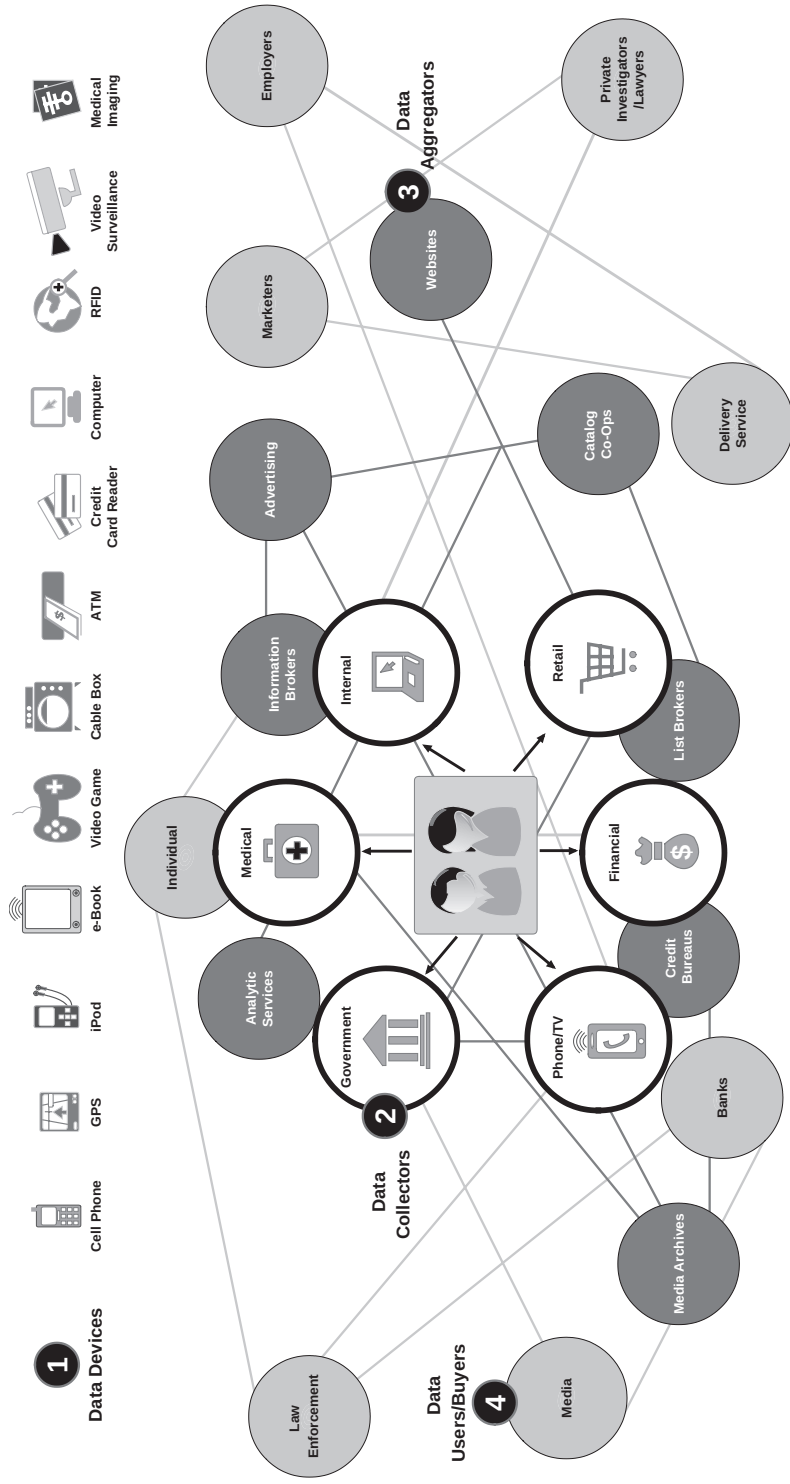 1
Data Devices
Cell Phone
GPS
iPod
e-Book
Video Game
Cable Box
ATM
Credit
Card Reader
Computer
RFID
Video
Surveillance
Medical
Imaging
Law
Enforcement
Analytic
Services
Individual
Medical
Information
Brokers
Advertising
Marketers
Employers
Data
Collectors
2
Government
Internal
3
Data
Aggregators
Websites
Data
Users/Buyers
4
Media
Phone/TV
Financial
$
Retail
Catalog
Co-Ops
Private
Investigators
/Lawyers
Media Archives
Banks
Credit
Bureaus
List Brokers
Delivery
Service
$